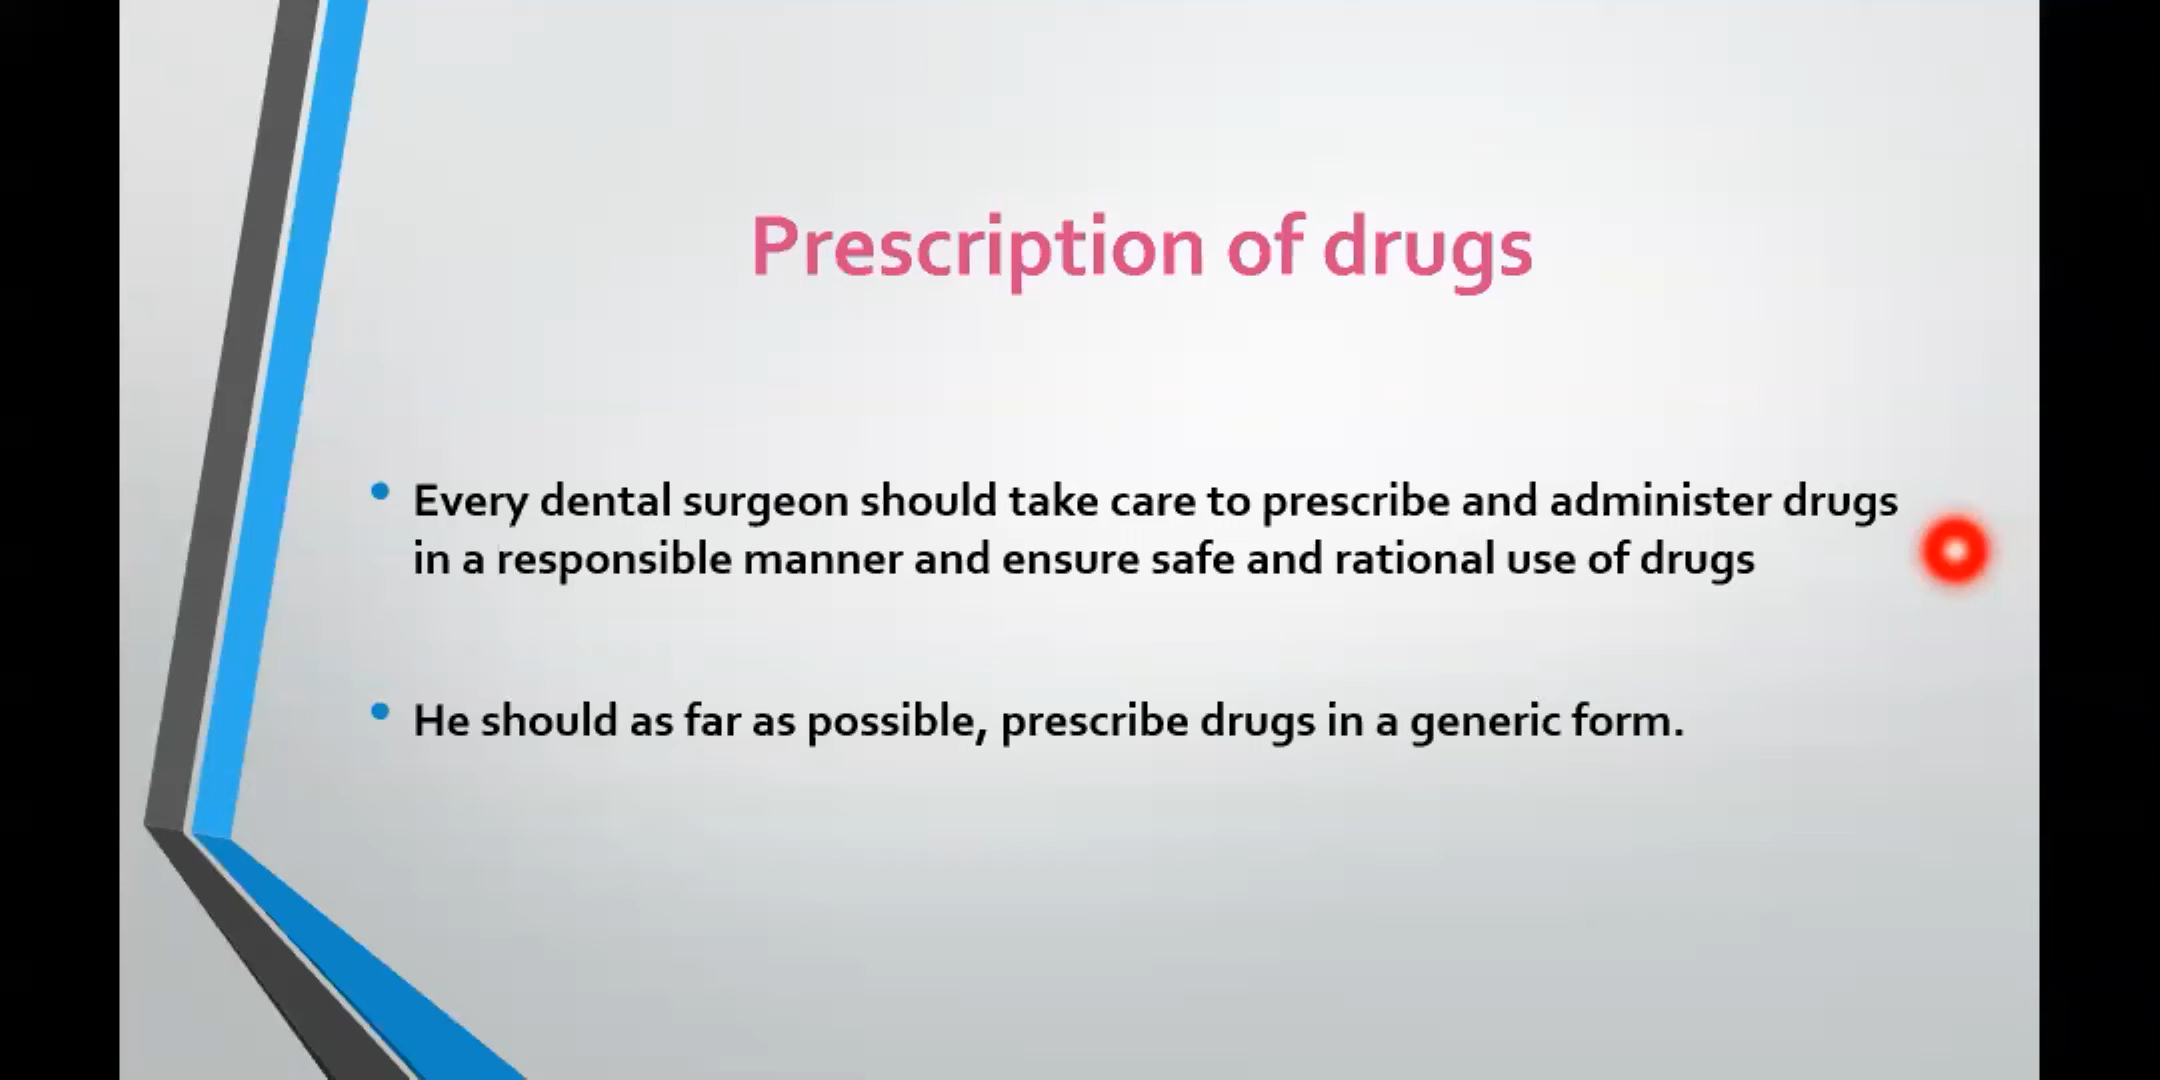 Prescription of drugs
• Every dental surgeon should take care to prescribe and administer drugs
in a responsible manner and ensure safe and rational use of drugs
• He should as far as possible, prescribe drugs in a generic form.